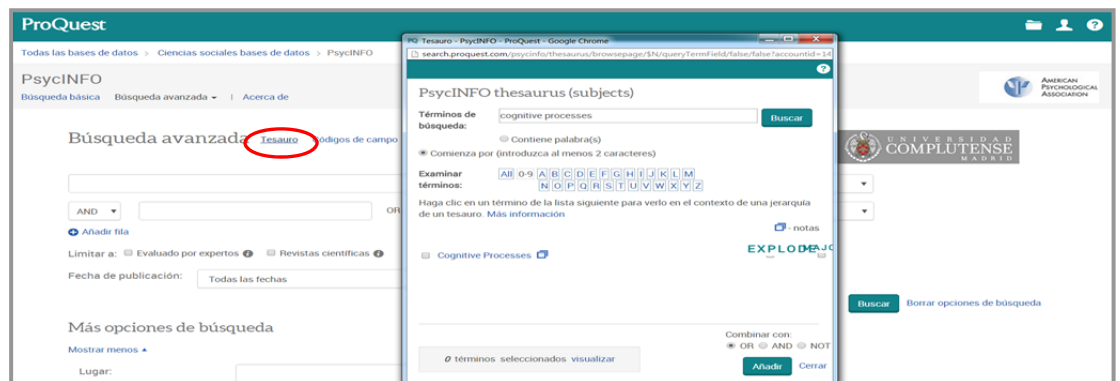 ProQuest
Todas las bases de datos > Ciencias sociales bases de datos > PsycINFO
PsycINFO
Búsqueda básica Búsqueda avanzada | Acerca de
AMERICAN
PSYCHOLOGICAL
ASSOCIATION
Búsqueda avanzada Tesauro Códigos de campo
UNIVERSIDAD
COMPLUTENSE
MADRID
AND
OR
Añadir fila
Limitar a: Evaluado por expertos Revistas científicas
Fecha de publicación: Todas las fechas
Buscar Borrar opciones de búsqueda
Más opciones de búsqueda
Mostrar menos
Lugar:
PQ Tesauro - PsycINFO - ProQuest - Google Chrome
search.proquest.com/psycinfo/thesaurus/browsepage/$N/queryTermField/false/false?accountid=14
PsycINFO thesaurus (subjects)
Términos de búsqueda: cognitive processes Buscar
Contiene palabra(s)
Comienza por (introduzca al menos 2 caracteres)
Examinar términos: All 0-9 A B C D E F G H I J K L M
N O P Q R S T U V W X Y Z
Haga clic en un término de la lista siguiente para verlo en el contexto de una jerarquía
de un tesauro. Más información
- notas
Cognitive Processes EXPLODE
Combinar con:
OR AND NOT
0 términos seleccionados visualizar
Añadir Cerrar